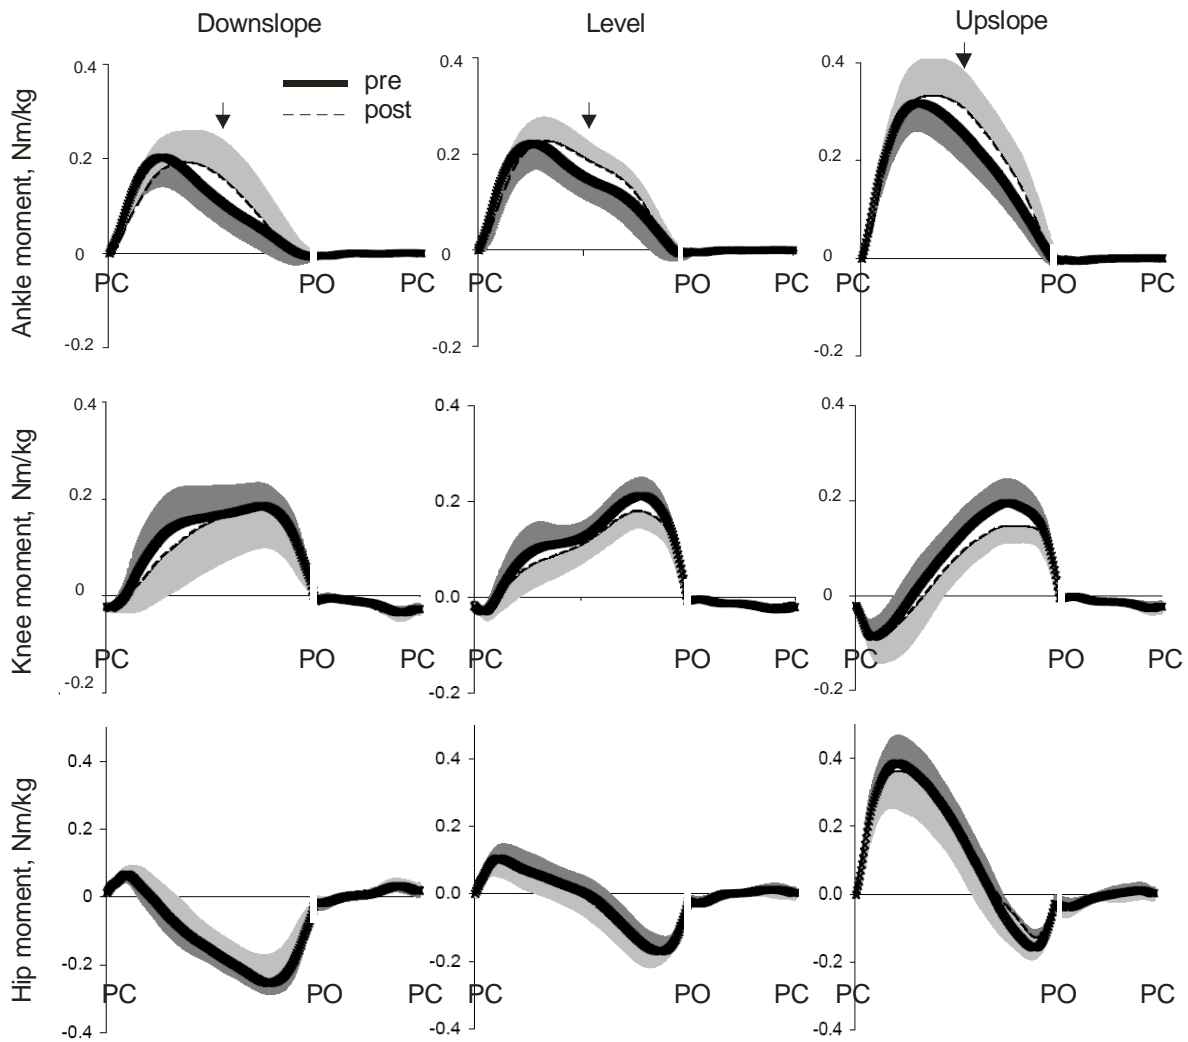 Downslope Level Upslope
pre
post
Ankle moment, Nm/kg
0.4 0.4 0.4
0.2 0.2 0.2
0 0 0
PC PO PC PC PO PC PC PO PC
-0.2 -0.2 -0.2
Knee moment, Nm/kg
0.4 0.4 0.4
0.2 0.2 0.2
0 0.0 0
PC PO PC PC PO PC PC PO PC
-0.2 -0.2 -0.2
Hip moment, Nm/kg
0.4 0.4 0.4
0.2 0.2 0.2
0 0.0 0.0
-0.2 -0.2 -0.2
PC PO PC PC PO PC PC PO PC
-0.4 -0.4 -0.4